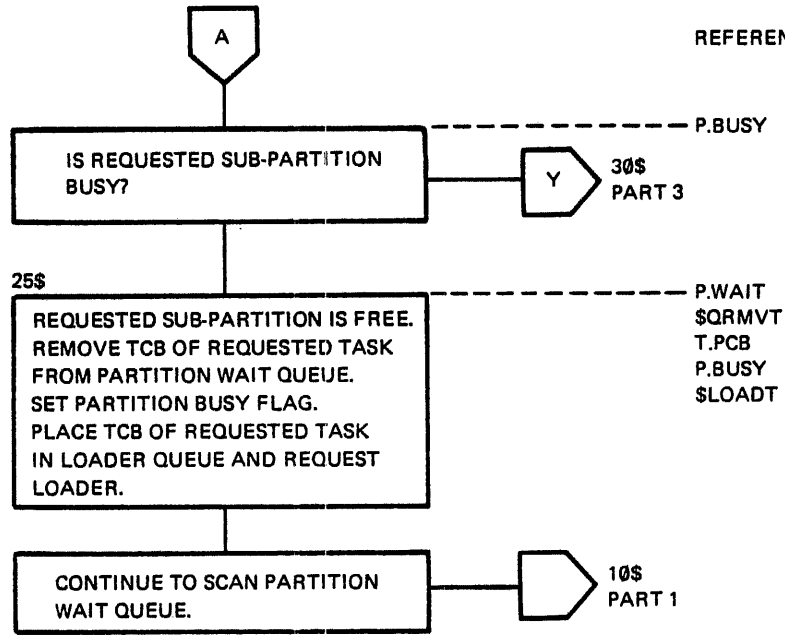 A
REFEREN
P.BUSY
IS REQUESTED SUB-PARTITION
BUSY?
Y
30$
PART 3
25$
P.WAIT
REQUESTED SUB-PARTITION IS FREE.
$QRMVT
REMOVE TCB OF REQUESTED TASK
T.PCB
FROM PARTITION WAIT QUEUE.
P.BUSY
SET PARTITION BUSY FLAG.
$LOADT
PLACE TCB OF REQUESTED TASK
IN LOADER QUEUE AND REQUEST
LOADER.
CONTINUE TO SCAN PARTITION
WAIT QUEUE.
10$
PART 1